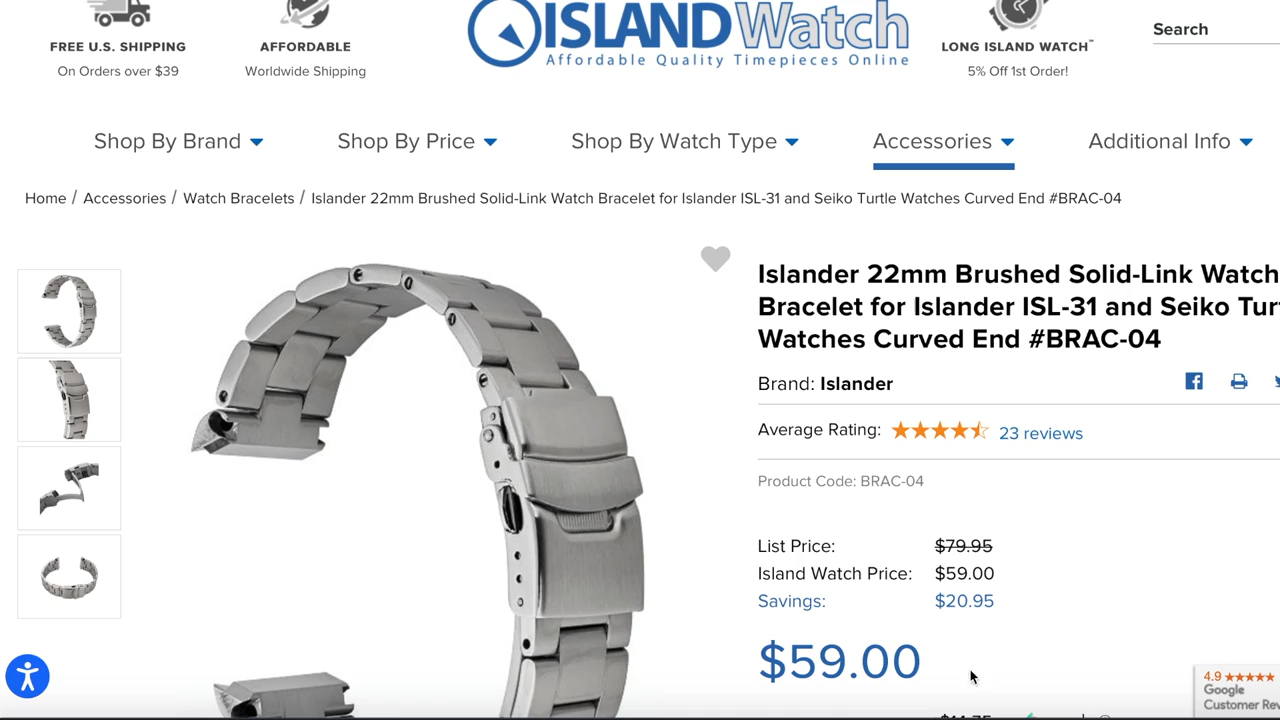 FREE U.S. SHIPPING
On Orders over $39
AFFORDABLE
Worldwide Shipping
ISLAND Watch
Affordable Quality Timepieces Online
LONG ISLAND WATCH™
5% Off 1st Order!
Search
Shop By Brand
Shop By Price
Shop By Watch Type
Accessories
Additional Info
Home / Accessories / Watch Bracelets / Islander 22mm Brushed Solid-Link Watch Bracelet for Islander ISL-31 and Seiko Turtle Watches Curved End #BRAC-04
Islander 22mm Brushed Solid-Link Watch
Bracelet for Islander ISL-31 and Seiko Tur
Watches Curved End #BRAC-04
Brand: Islander
Average Rating: 23 reviews
Product Code: BRAC-04
List Price: $79.95
Island Watch Price: $59.00
Savings: $20.95
$59.00
4.9
Google
Customer Rev